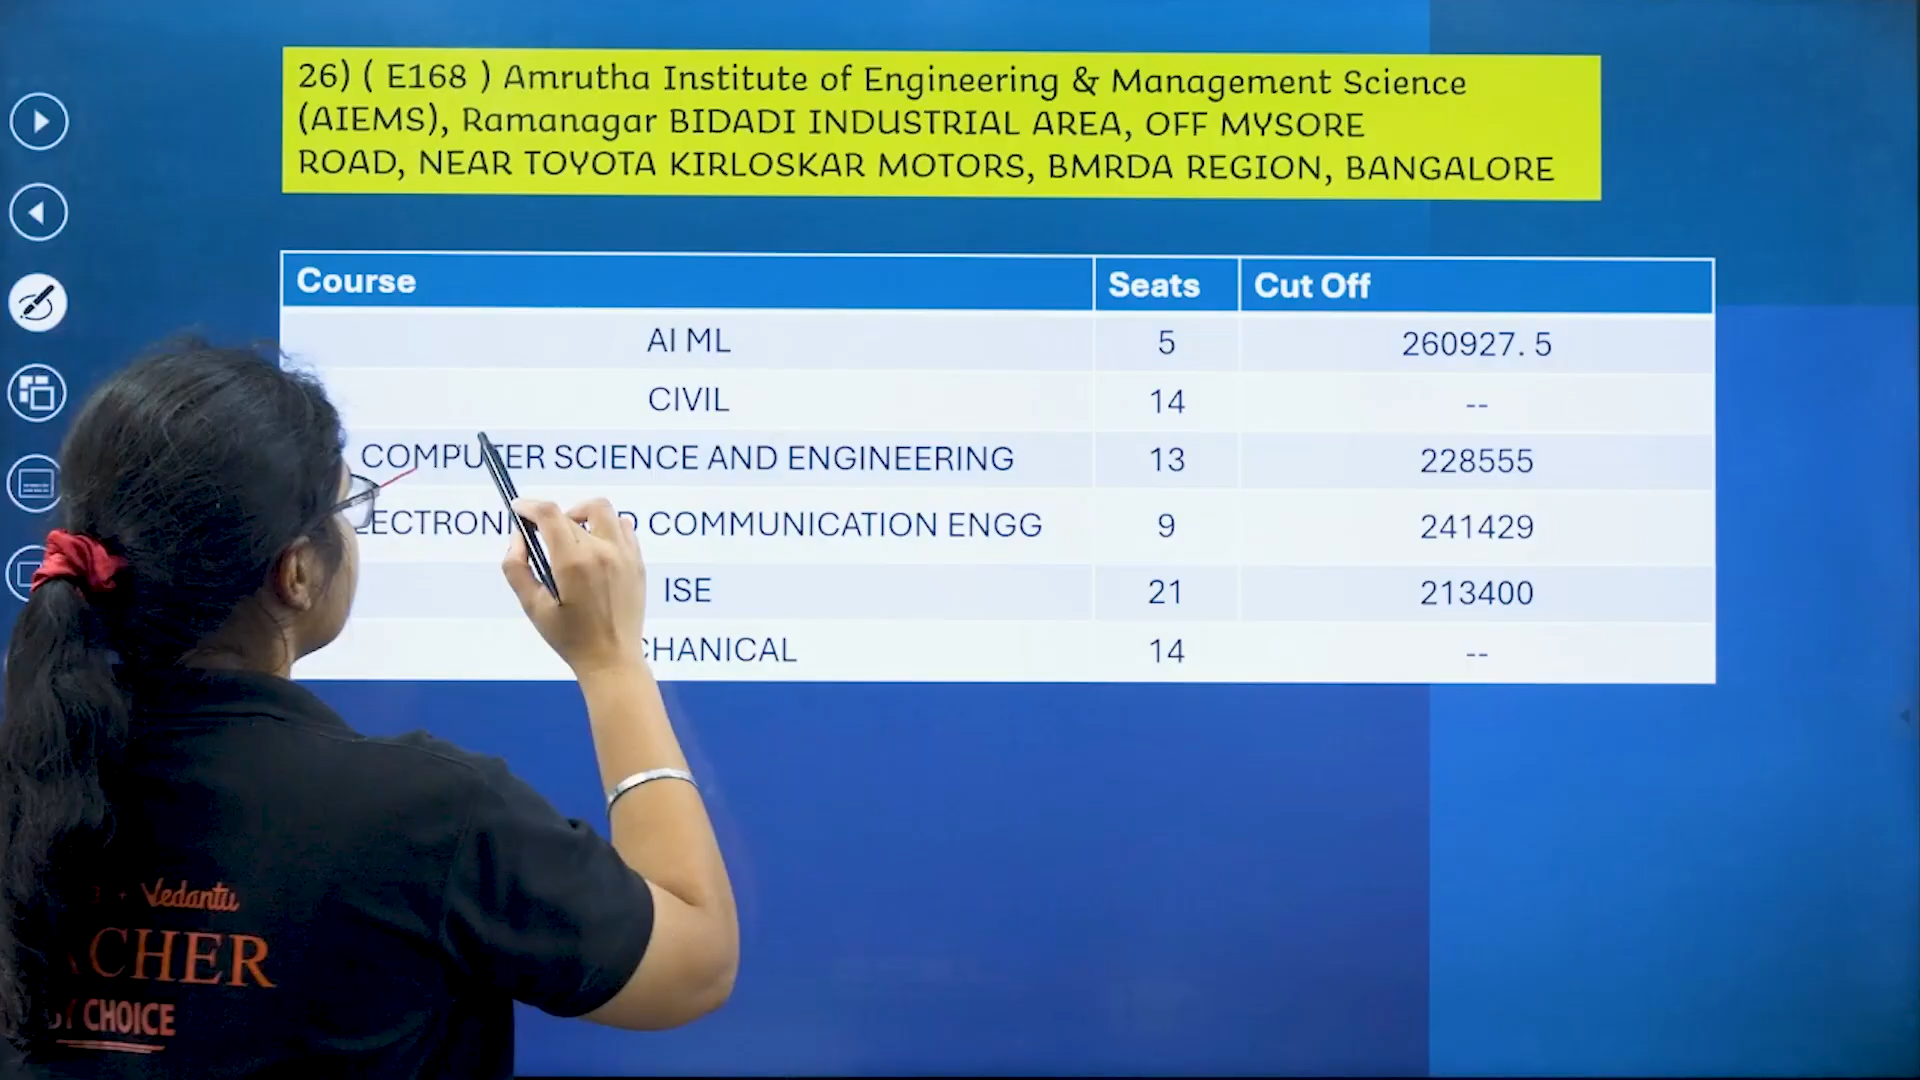 26) ( E168 ) Amrutha Institute of Engineering & Management Science
(AIEMS), Ramanagar BIDADI INDUSTRIAL AREA, OFF MYSORE
ROAD, NEAR TOYOTA KIRLOSKAR MOTORS, BMRDA REGION, BANGALORE
Course Seats Cut Off
AI ML 5 260927. 5
CIVIL 14 --
COMPUTER SCIENCE AND ENGINEERING 13 228555
COMMUNICATION ENGG 9 241429
ISE 21 213400
14 --
Vedantu
CHOICE